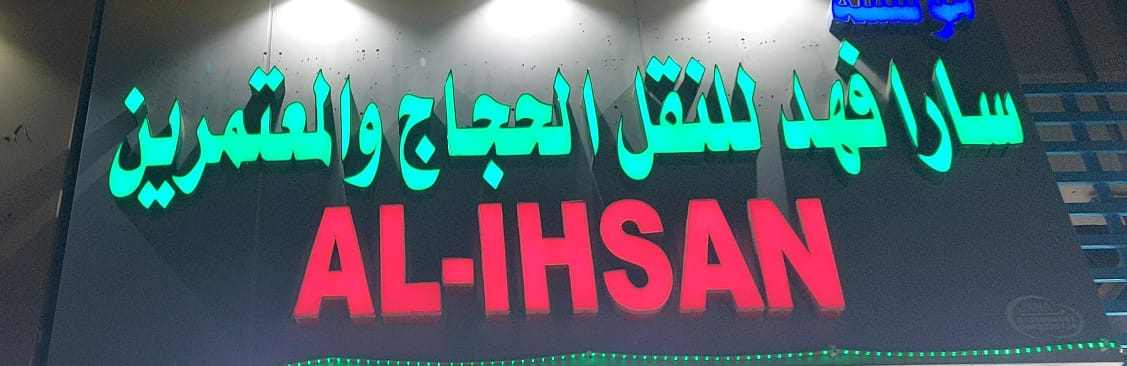 سارا فهد للنقل الحجاج والمعتمرين
AL-IHSAN